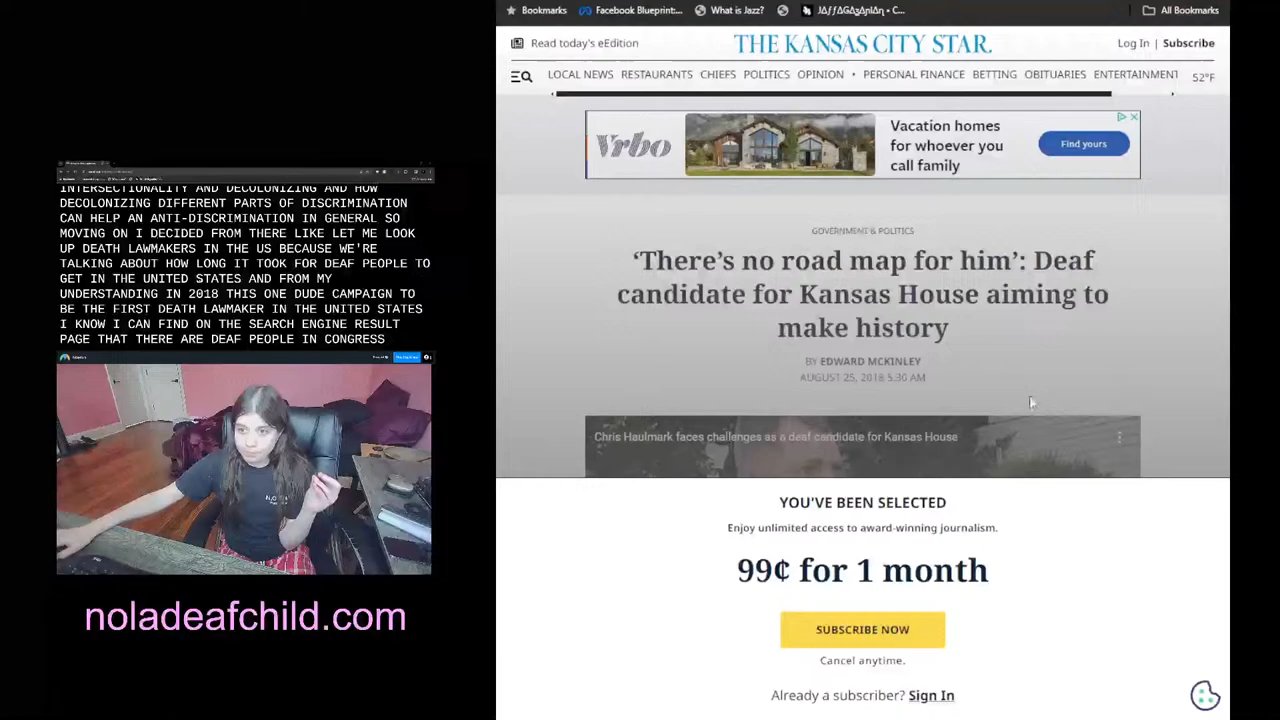 INTERSECTIONALITY AND DECOLONIZING AND HOW
DECOLONIZING DIFFERENT PARTS OF DISCRIMINATION
CAN HELP AN ANTI-DISCRIMINATION IN GENERAL SO
MOVING ON I DECIDED FROM THERE LIKE LET ME LOOK
UP DEATH LAWMAKERS IN THE US BECAUSE WE'RE
TALKING ABOUT HOW LONG IT TOOK FOR DEAF PEOPLE TO
GET IN THE UNITED STATES AND FROM MY
UNDERSTANDING IN 2018 THIS ONE DUDE CAMPAIGN TO
BE THE FIRST DEATH LAWMAKER IN THE UNITED STATES
I KNOW I CAN FIND ON THE SEARCH ENGINE RESULT
PAGE THAT THERE ARE DEAF PEOPLE IN CONGRESS
noladeafchild.com
Bookmarks Facebook Blueprint:... What is Jazz? All Bookmarks
Read today's eEdition THE KANSAS CITY STAR. Log In | Subscribe
LOCAL NEWS RESTAURANTS CHIEFS POLITICS OPINION • PERSONAL FINANCE BETTING OBITUARIES ENTERTAINMENT 52°F
Vrbo
Vacation homes
for whoever you
call family
Find yours
GOVERNMENT & POLITICS
‘There’s no road map for him’: Deaf
candidate for Kansas House aiming to
make history
BY EDWARD MCKINLEY
AUGUST 25, 2018 5:30 AM
Chris Haulmark faces challenges as a deaf candidate for Kansas House
YOU'VE BEEN SELECTED
Enjoy unlimited access to award-winning journalism.
99¢ for 1 month
SUBSCRIBE NOW
Cancel anytime.
Already a subscriber? Sign In